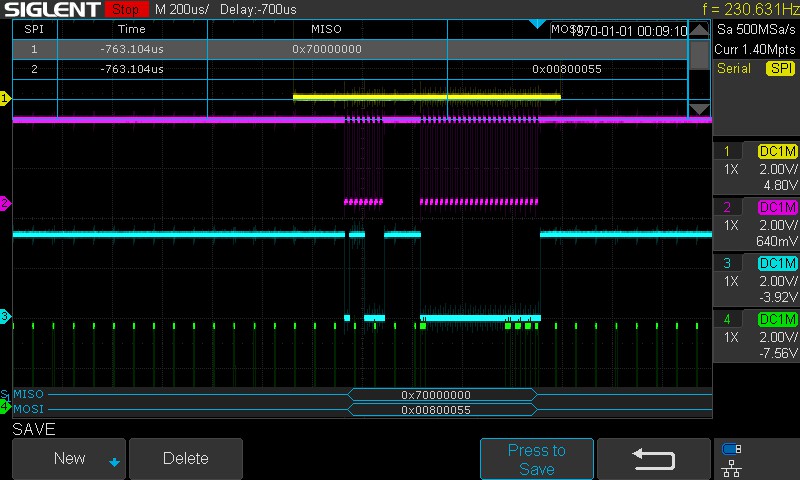 SIGLENT Stop M 200us/ Delay:-700us f = 230.631Hz
SPI Time MISO MOSI 1970-01-01 00:09:10
1 -763.104us 0x70000000
2 -763.104us 0x00800055
Sa 500MSa/s
Curr 1.40Mpts
Serial SPI
1 DC1M
1X 2.00V/
4.80V
2 DC1M
1X 2.00V/
640mV
3 DC1M
1X 2.00V/
-3.92V
4 DC1M
1X 2.00V/
-7.56V
1
2
3
S MISO 0x70000000
4 MOSI 0x00800055
SAVE
New
Delete
Press to
Save